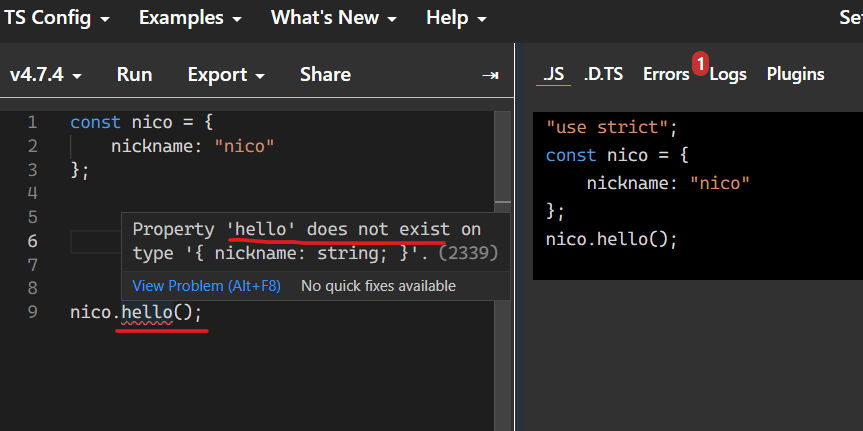 TS Config Examples What's New Help Se
v4.7.4 Run Export Share
.JS .D.TS Errors 1 Logs Plugins
1 const nico = {
2 nickname: "nico"
3 };
4
5
6
7
8
9 nico.hello();
Property 'hello' does not exist on
type '{ nickname: string; }'. (2339)
View Problem (Alt+F8) No quick fixes available
"use strict";
const nico = {
nickname: "nico"
};
nico.hello();